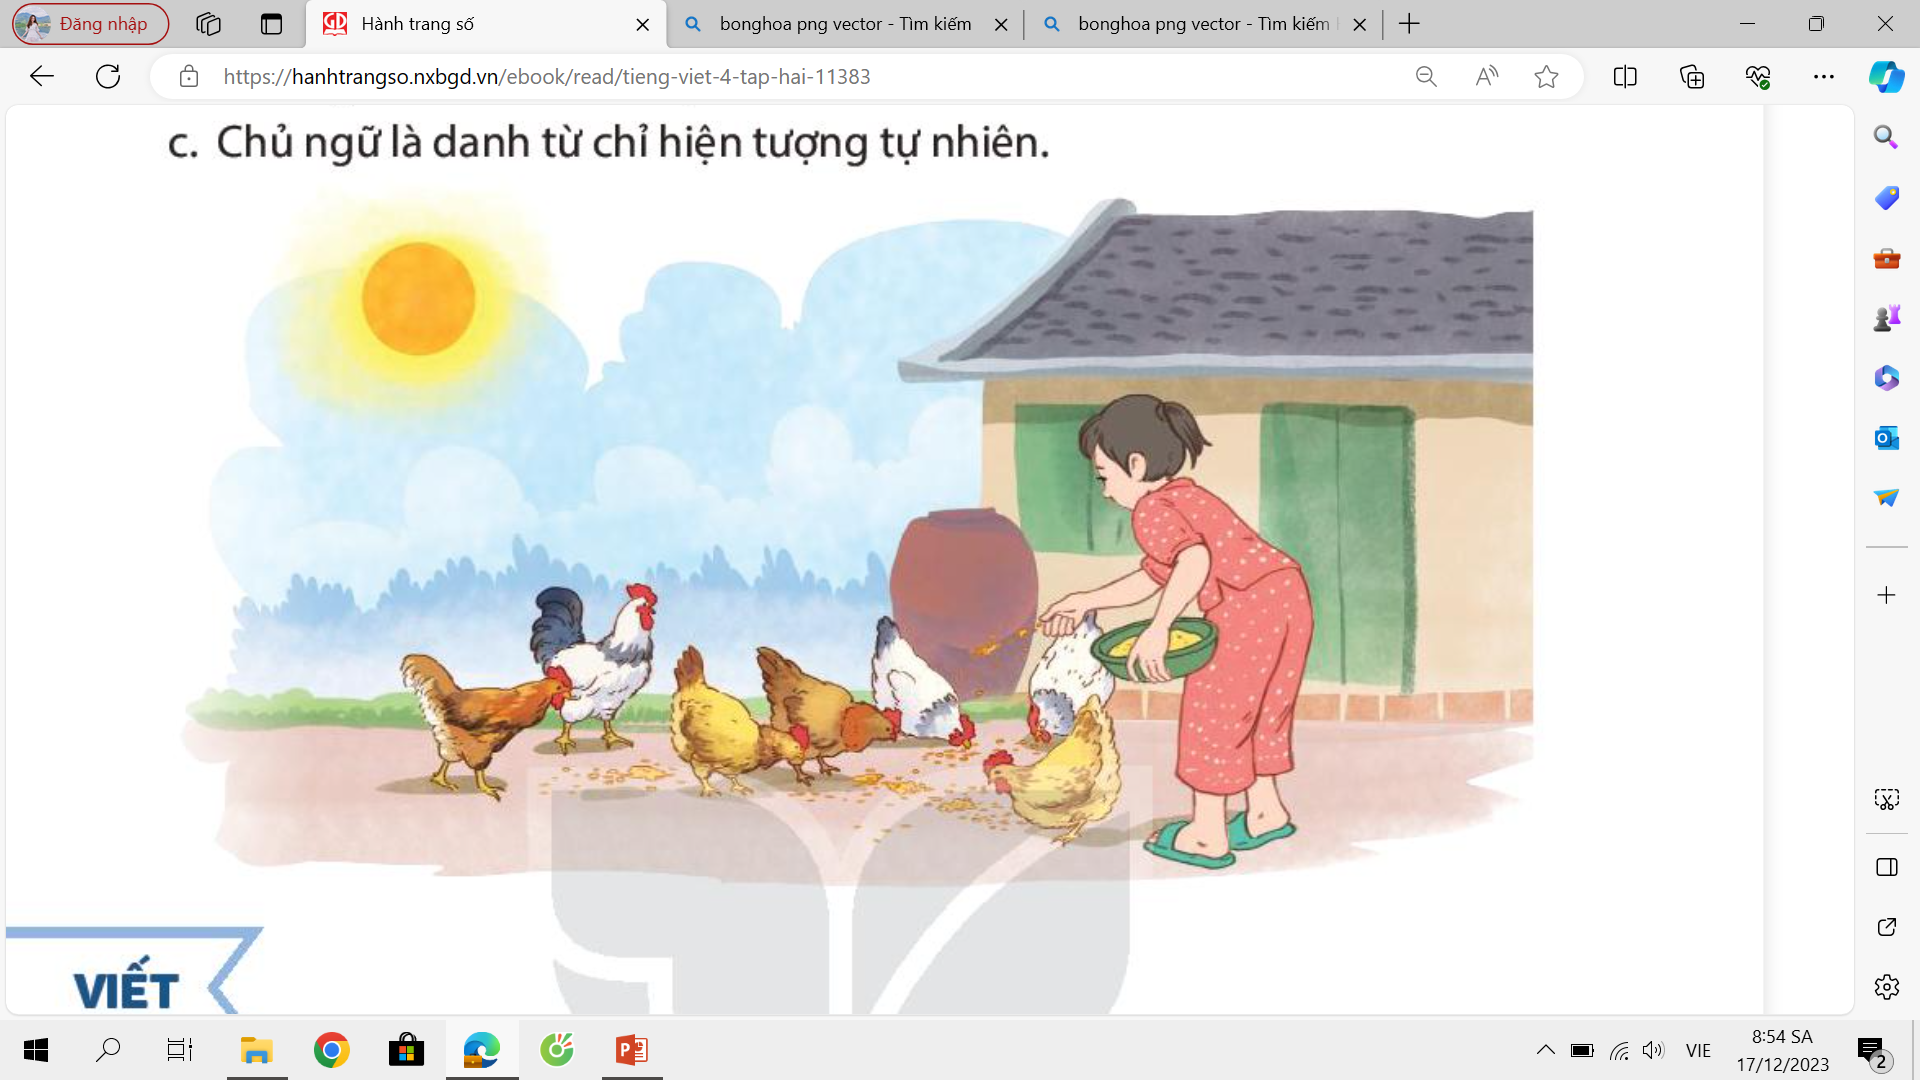 Đăng nhập
Hành trang số
bonghoa png vector - Tìm kiếm
bonghoa png vector - Tìm kiếm
https://hanhtrangso.nxbgd.vn/ebook/read/tieng-viet-4-tap-hai-11383
c. Chủ ngữ là danh từ chỉ hiện tượng tự nhiên.
VIẾT
VIE
8:54 SA
17/12/2023
2